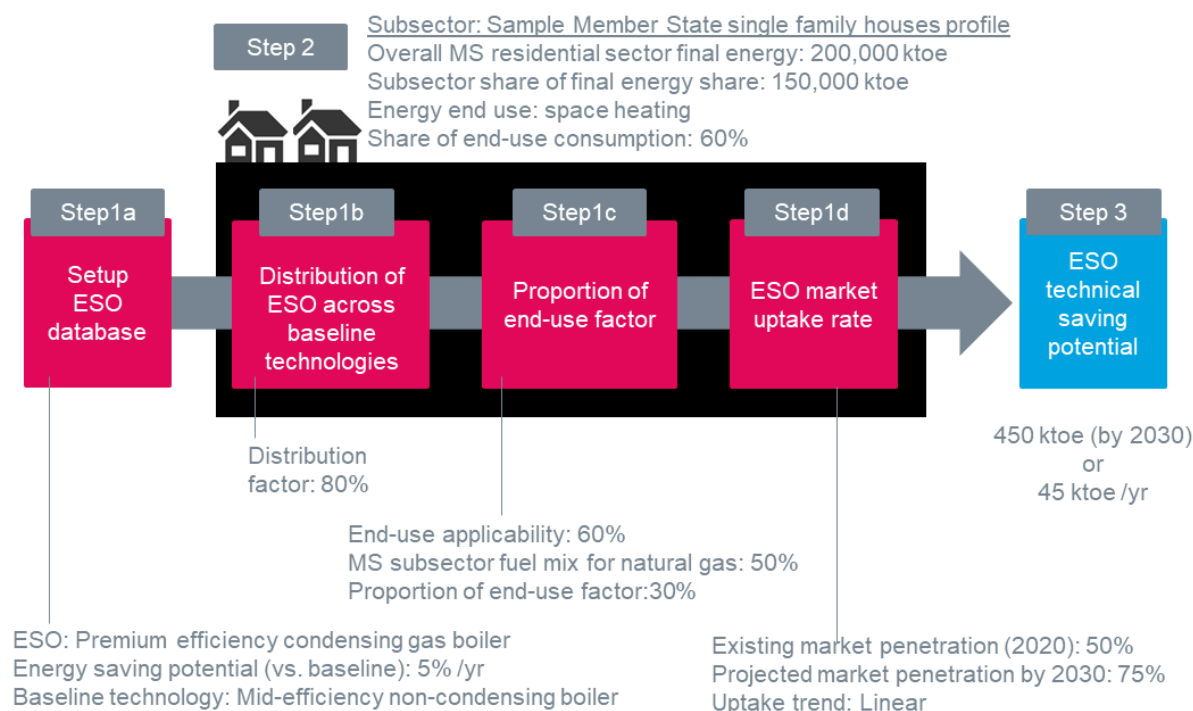 Step 2
Subsector: Sample Member State single family houses profile
Overall MS residential sector final energy: 200,000 ktoe
Subsector share of final energy share: 150,000 ktoe
Energy end use: space heating
Share of end-use consumption: 60%
Step1a
Setup
ESO
database
Step1b
Distribution of
ESO across
baseline
technologies
Step1c
Proportion of
end-use factor
Step1d
ESO market
uptake rate
Step 3
ESO
technical
saving
potential
Distribution
factor: 80%
450 ktoe (by 2030)
or
45 ktoe /yr
End-use applicability: 60%
MS subsector fuel mix for natural gas: 50%
Proportion of end-use factor:30%
ESO: Premium efficiency condensing gas boiler
Energy saving potential (vs. baseline): 5% /yr
Baseline technology: Mid-efficiency non-condensing boiler
Existing market penetration (2020): 50%
Projected market penetration by 2030: 75%
Uptake trend: Linear